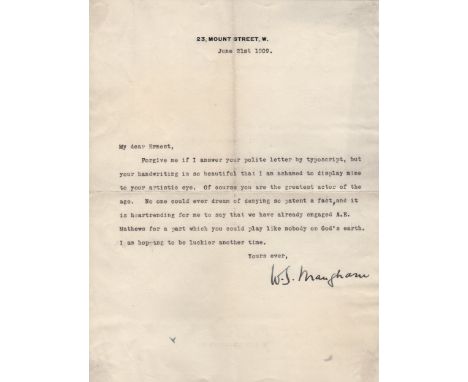 23, MOUNT STREET, W.
June 21st 1909.
My dear Ernest,
Forgive me if I answer your polite letter by typescript, but
your handwriting is so beautiful that I am ashamed to display mine
to your artistic eye. Of course you are the greatest actor of the
age. No one could ever dream of denying so patent a fact,and it
is heartrending for me to say that we have already engaged A.E.
Mathews for a part which you could play like nobody on God's earth.
I am hopping to be luckier another time.
Yours ever,
W.S. Maugham